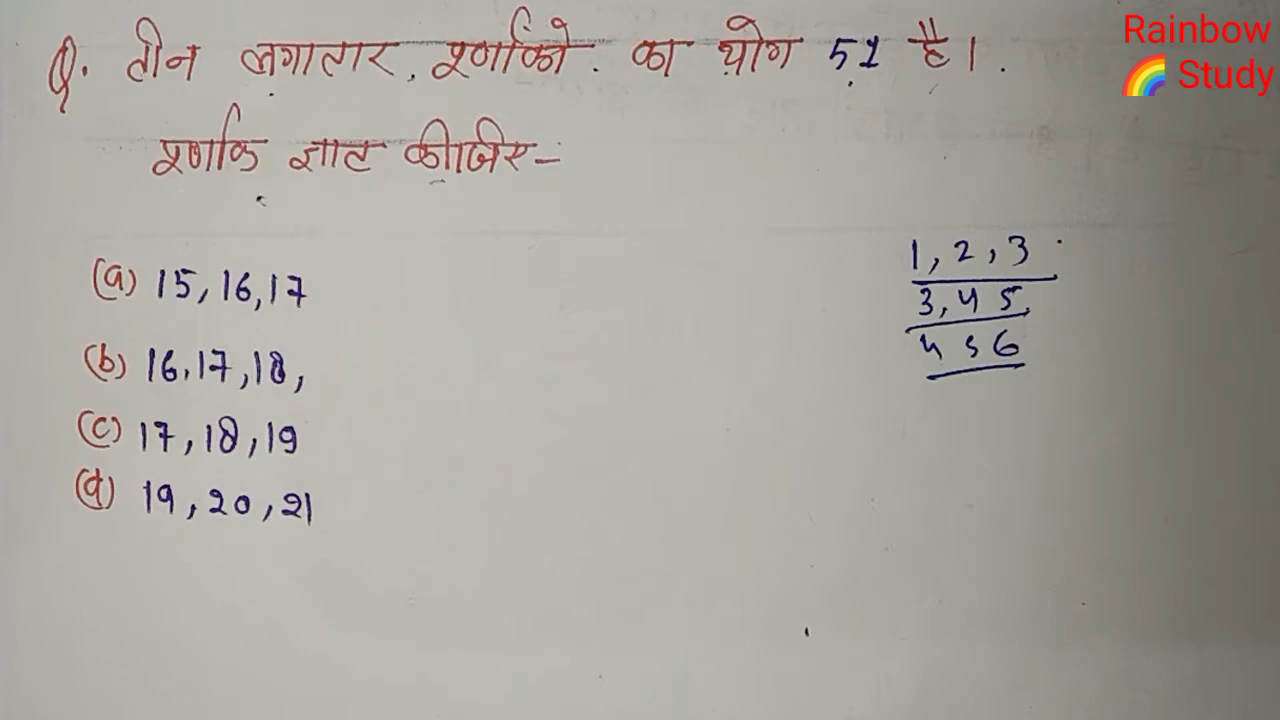 Q. तीन लगातार पूर्णांको का योग 51 है।
पूर्णांक ज्ञात कीजिए-
(a) 15, 16, 17
(b) 16, 17, 18,
(c) 17, 18, 19
(d) 19, 20, 21
1, 2, 3
3, 4 5
4 5 6
Rainbow
🌈 Study